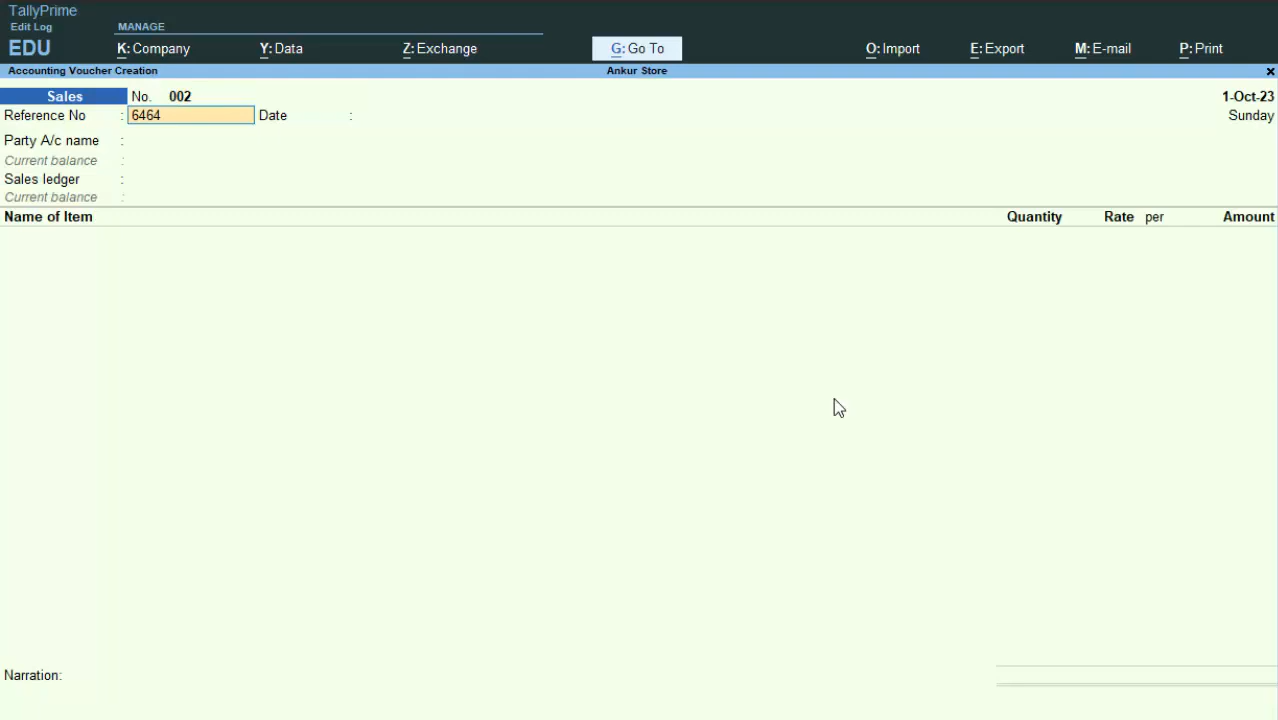 TallyPrime
Edit Log
MANAGE
EDU
K: Company Y: Data Z: Exchange G: Go To O: Import E: Export M: E-mail P: Print
Accounting Voucher Creation Ankur Store ×
Sales No. 002 1-Oct-23
Reference No : 6464 Date : Sunday
Party A/c name :
Current balance :
Sales ledger :
Current balance :
Name of Item Quantity Rate per Amount
Narration: